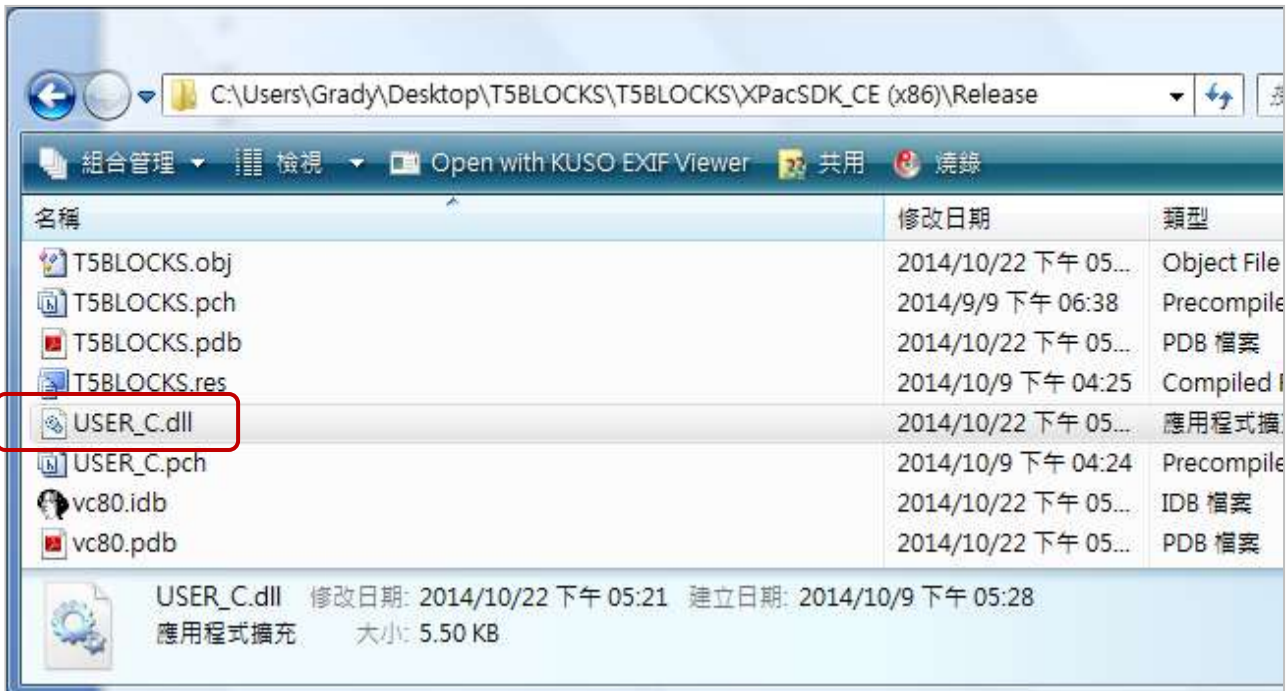 C:\Users\Grady\Desktop\T5BLOCKS\T5BLOCKS\XPacSDK_CE (x86)\Release
組合管理 檢視 Open with KUSO EXIF Viewer 共用 燒錄
名稱 修改日期 類型
T5BLOCKS.obj 2014/10/22 下午 05... Object File
T5BLOCKS.pch 2014/9/9 下午 06:38 Precompile
T5BLOCKS.pdb 2014/10/22 下午 05... PDB 檔案
T5BLOCKS.res 2014/10/9 下午 04:25 Compiled
USER_C.dll 2014/10/22 下午 05... 應用程式擴
USER_C.pch 2014/10/9 下午 04:24 Precompile
vc80.idb 2014/10/22 下午 05... IDB 檔案
vc80.pdb 2014/10/22 下午 05... PDB 檔案
USER_C.dll 修改日期: 2014/10/22 下午 05:21 建立日期: 2014/10/9 下午 05:28
應用程式擴充 大小: 5.50 KB